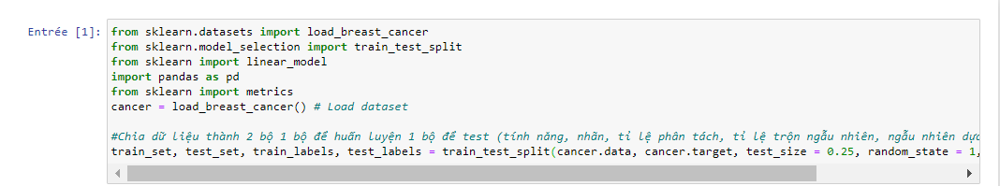 Entrée [1]: from sklearn.datasets import load_breast_cancer
from sklearn.model_selection import train_test_split
from sklearn import linear_model
import pandas as pd
from sklearn import metrics
cancer = load_breast_cancer() # Load dataset
#Chia dữ liệu thành 2 bộ 1 bộ để huấn luyện 1 bộ để test (tính năng, nhãn, tỉ lệ phân tách, tỉ lệ trộn ngẫu nhiên, ngẫu nhiên
train_set, test_set, train_labels, test_labels = train_test_split(cancer.data, cancer.target, test_size = 0.25, random_state = 1,